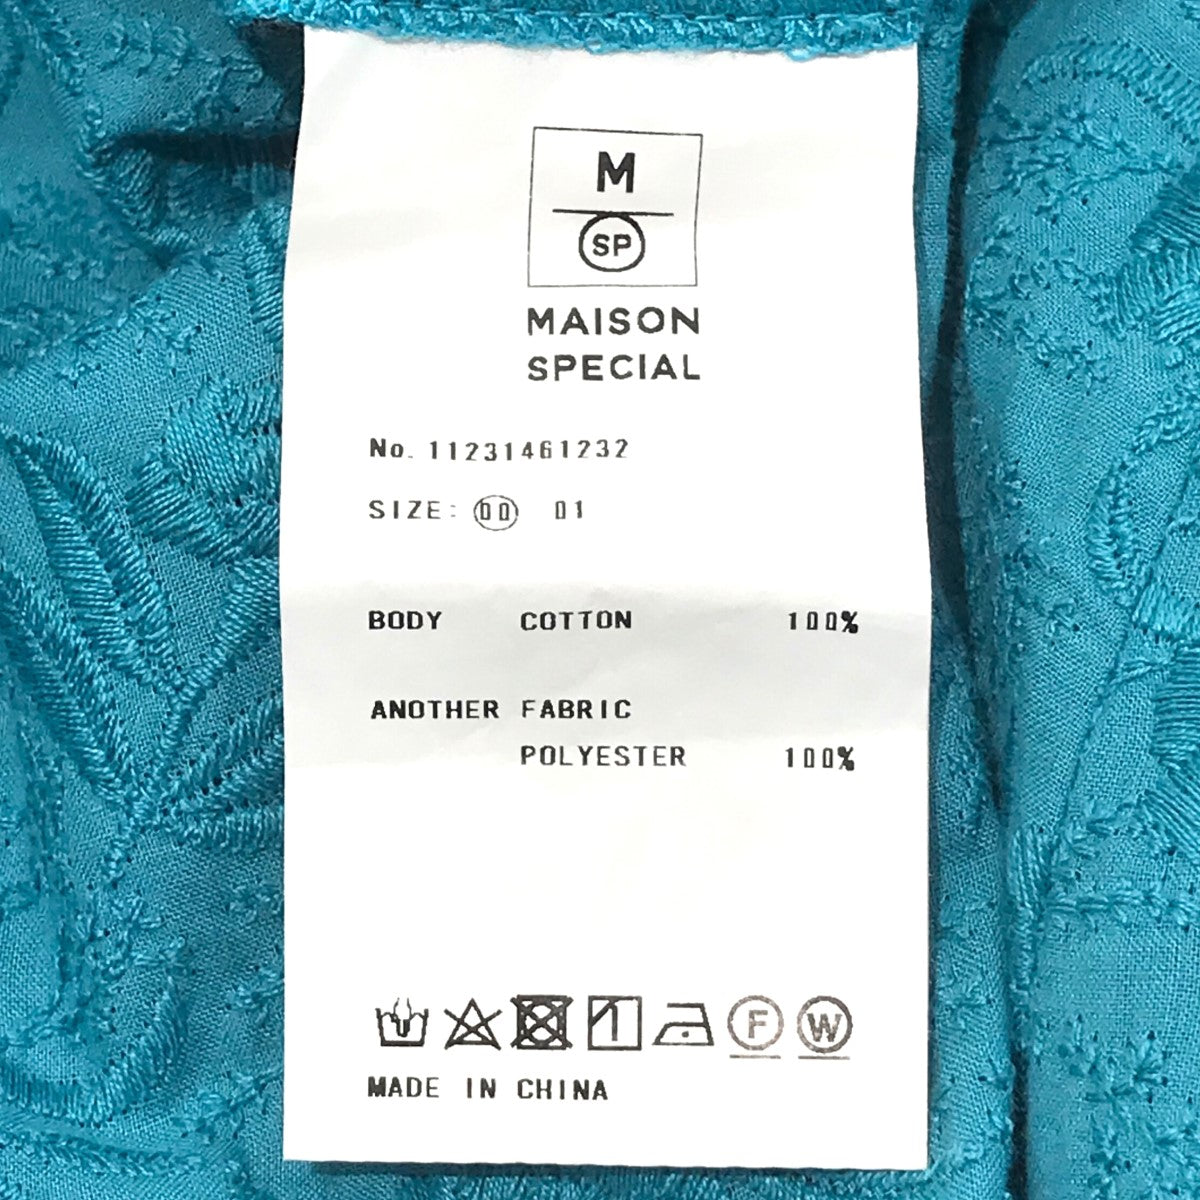 M
SP
MAISON
SPECIAL
No. 11231461232
SIZE: 00 01
BODY COTTON 100%
ANOTHER FABRIC
POLYESTER 100%
F W
MADE IN CHINA